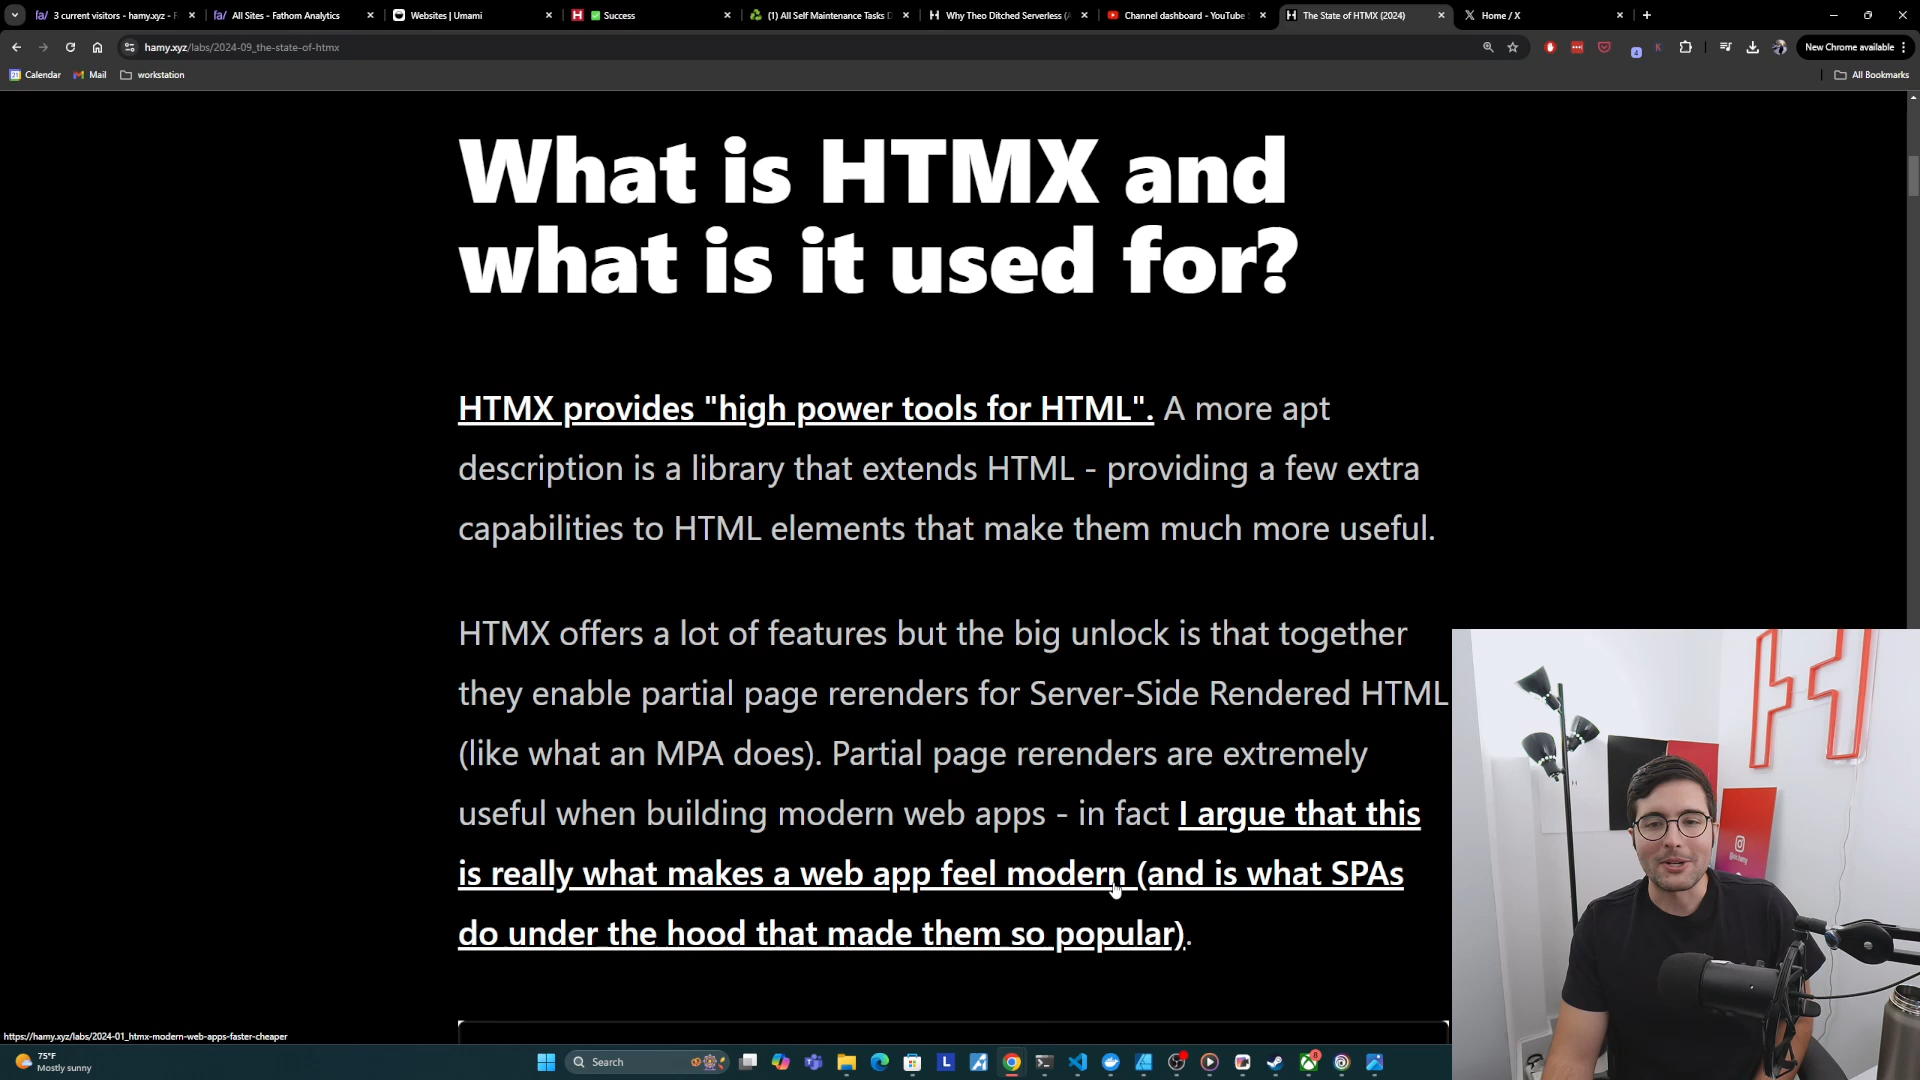 3 current visitors - hamy.xyz - F
All Sites - Fathom Analytics
Websites | Umami
Success
(1) All Self Maintenance Tasks D
Why Theo Ditched Serverless (
Channel dashboard - YouTube
The State of HTMX (2024)
Home / X
hamy.xyz/labs/2024-09_the-state-of-htmx
New Chrome available
Calendar
Mail
workstation
All Bookmarks
What is HTMX and
what is it used for?
HTMX provides "high power tools for HTML". A more apt
description is a library that extends HTML - providing a few extra
capabilities to HTML elements that make them much more useful.
HTMX offers a lot of features but the big unlock is that together
they enable partial page rerenders for Server-Side Rendered HTML
(like what an MPA does). Partial page rerenders are extremely
useful when building modern web apps - in fact I argue that this
is really what makes a web app feel modern (and is what SPAs
do under the hood that made them so popular).
https://hamy.xyz/labs/2024-01_htmx-modern-web-apps-faster-cheaper
75°F
Mostly sunny
Search